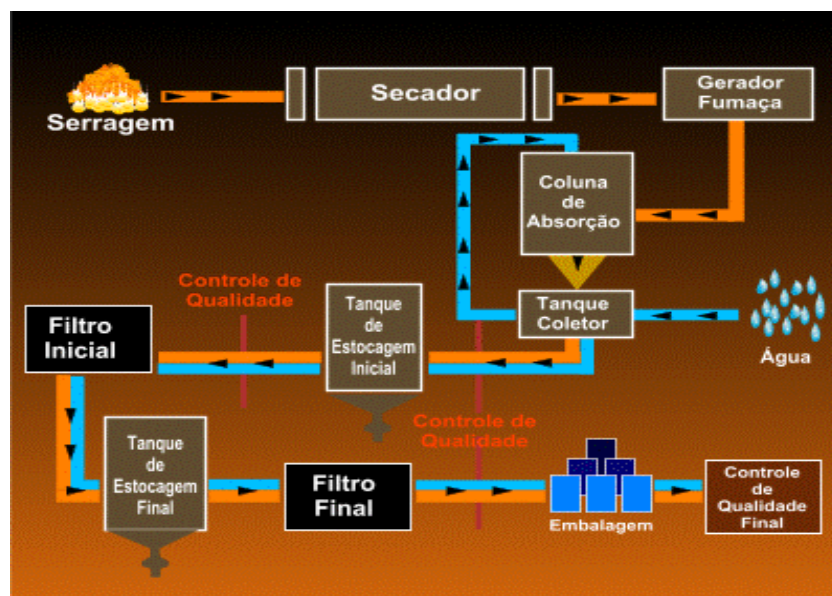 Serragem
Secador
Gerador
Fumaça
Coluna
de
Absorção
Tanque
Coletor
Água
Controle de
Qualidade
Tanque
de
Estocagem
Inicial
Filtro
Inicial
Controle de
Qualidade
Tanque
de
Estocagem
Final
Filtro
Final
Embalagem
Controle
de
Qualidade
Final